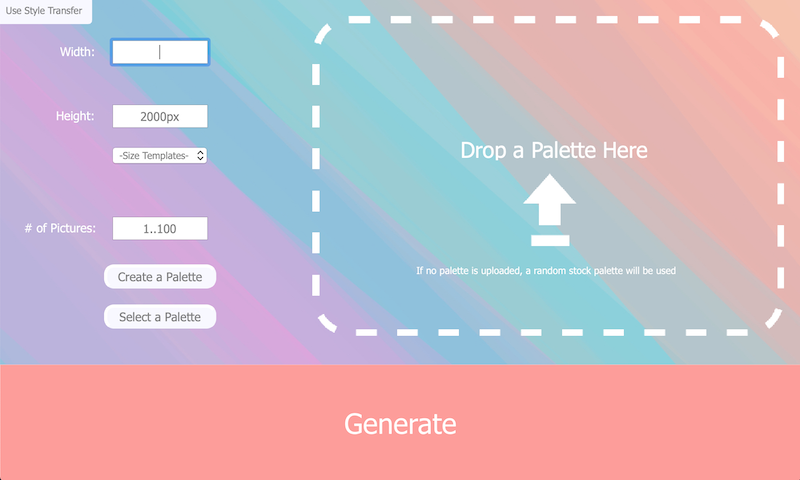 Use Style Transfer
Width:
Height:
2000px
-Size Templates-
# of Pictures:
1..100
Create a Palette
Select a Palette
Drop a Palette Here
If no palette is uploaded, a random stock palette will be used
Generate